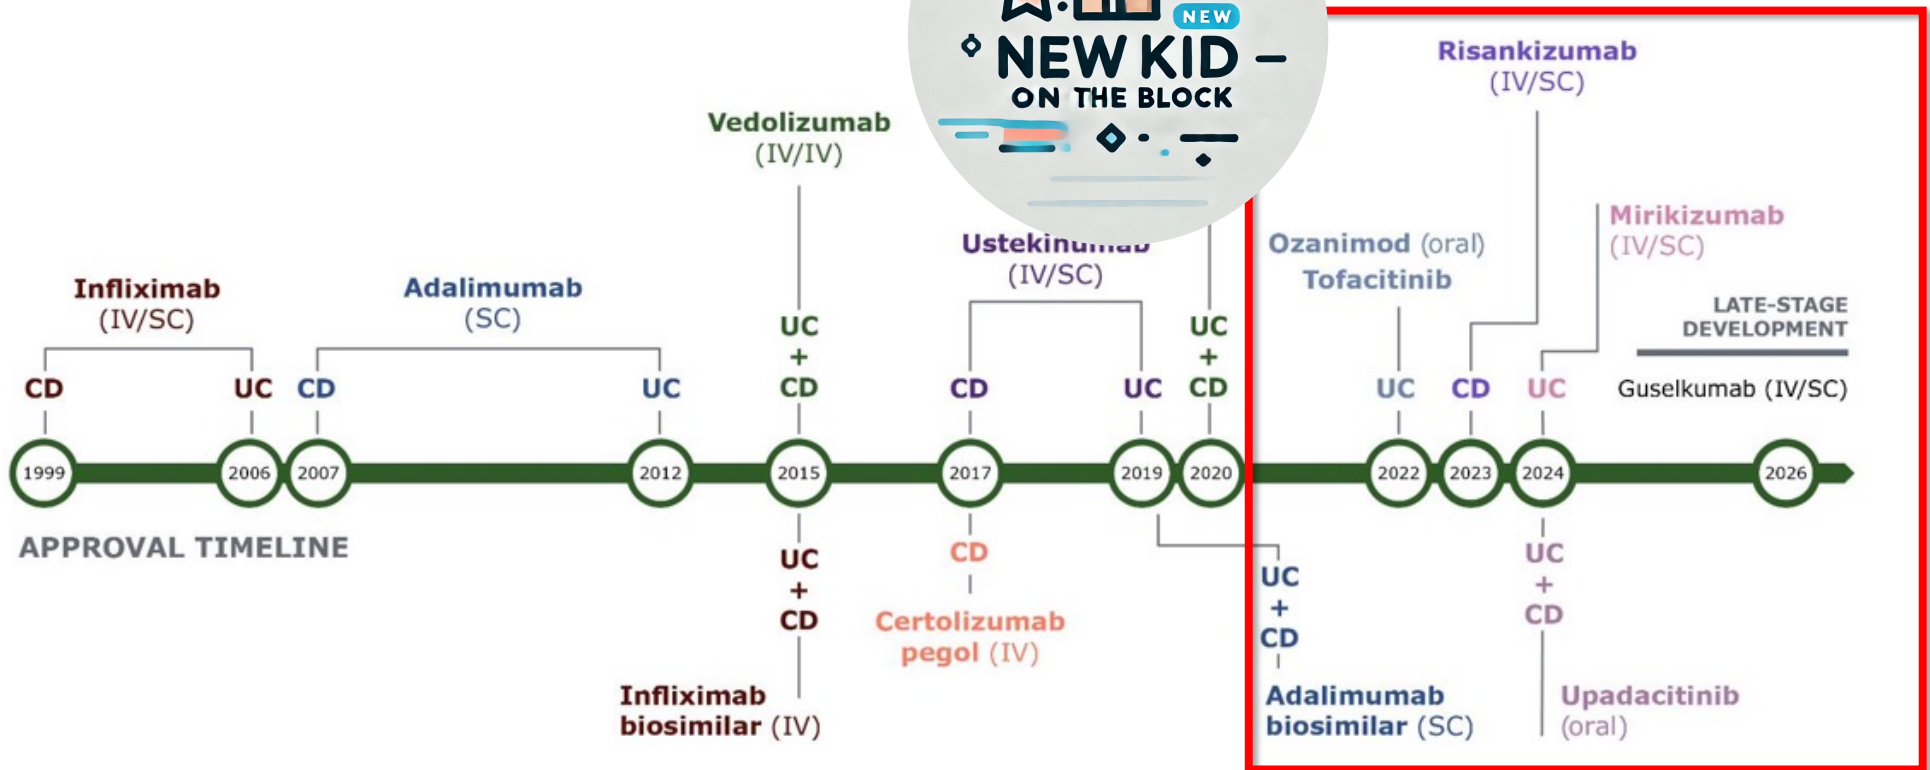 NEW
NEW KID
ON THE BLOCK
Risankizumab
(IV/SC)
Vedolizumab
(IV/IV)
Mirikizumab
(IV/SC)
Ustekinumab
(IV/SC)
Ozanimod (oral)
Tofacitinib
Infliximab
(IV/SC)
Adalimumab
(SC)
LATE-STAGE
DEVELOPMENT
Guselkumab (IV/SC)
UC
+
CD
UC
+
CD
CD
UC
CD
UC
CD
UC
UC
CD
UC
1999
2006
2007
2012
2015
2017
2019
2020
2022
2023
2024
2026
APPROVAL TIMELINE
UC
+
CD
Infliximab
biosimilar (IV)
CD
Certolizumab
pegol (IV)
UC
+
CD
Adalimumab
biosimilar (SC)
UC
+
CD
Upadacitinib
(oral)